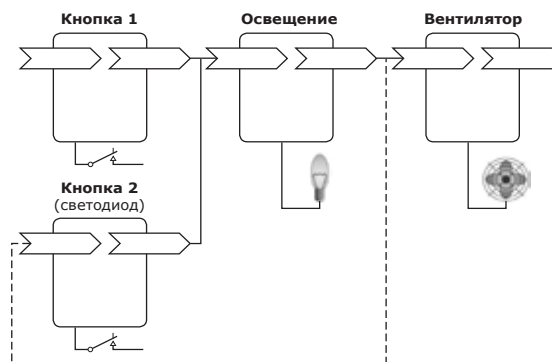 Кнопка 1
Освещение
Вентилятор
Кнопка 2
(светодиод)